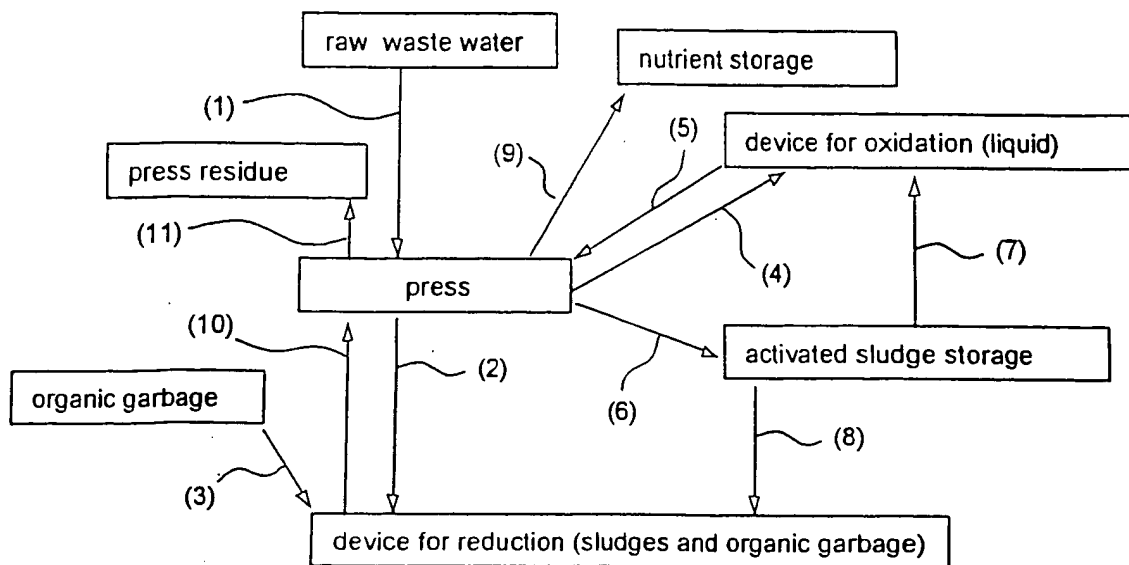 raw waste water
nutrient storage
(1)
(5)
device for oxidation (liquid)
(9)
press residue
(11)
(4)
(7)
press
(10)
(2)
activated sludge storage
(6)
organic garbage
(8)
(3)
device for reduction (sludges and organic garbage)